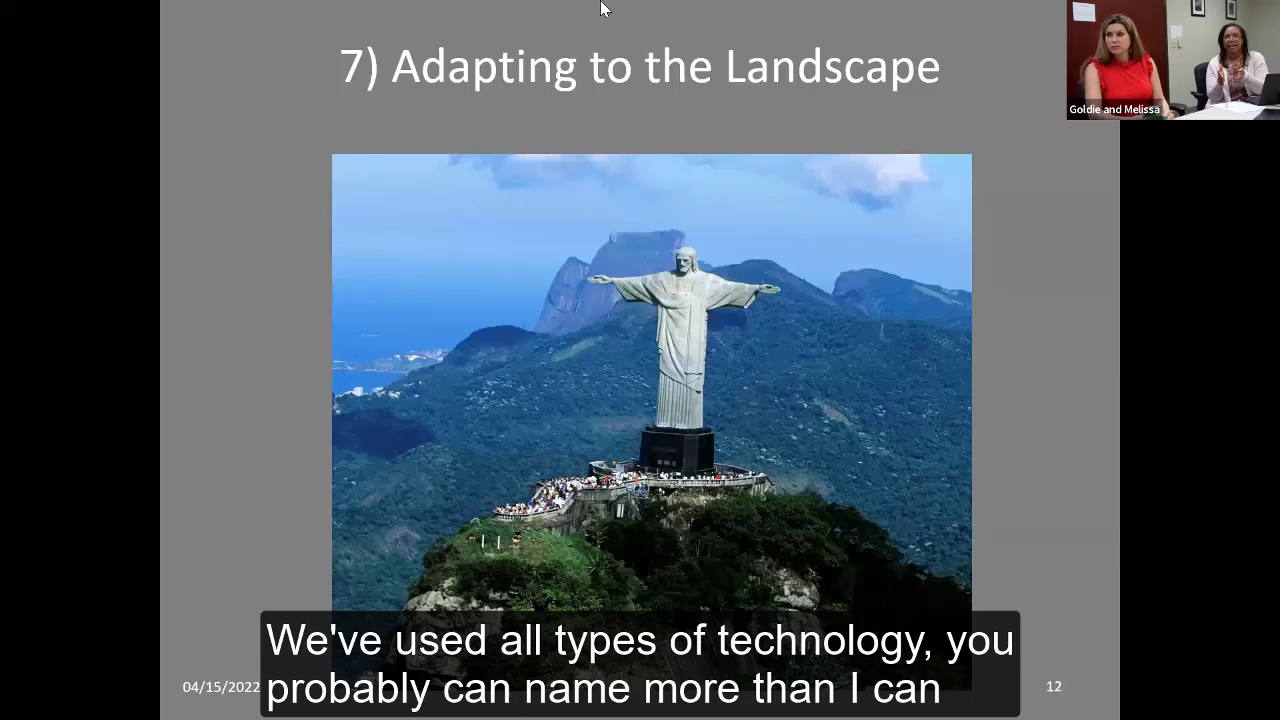 7) Adapting to the Landscape
Goldie and Melissa
We've used all types of technology, you
probably can name more than I can
04/15/2022
12